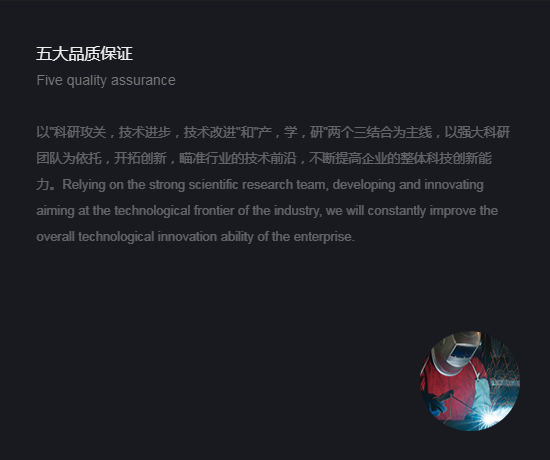 五大品质保证
Five quality assurance
以"科研攻关，技术进步，技术改进"和"产，学，研"两个三结合为主线，以强大科研
团队为依托，开拓创新，瞄准行业的技术前沿，不断提高企业的整体科技创新能
力。Relying on the strong scientific research team, developing and innovating
aiming at the technological frontier of the industry, we will constantly improve the
overall technological innovation ability of the enterprise.